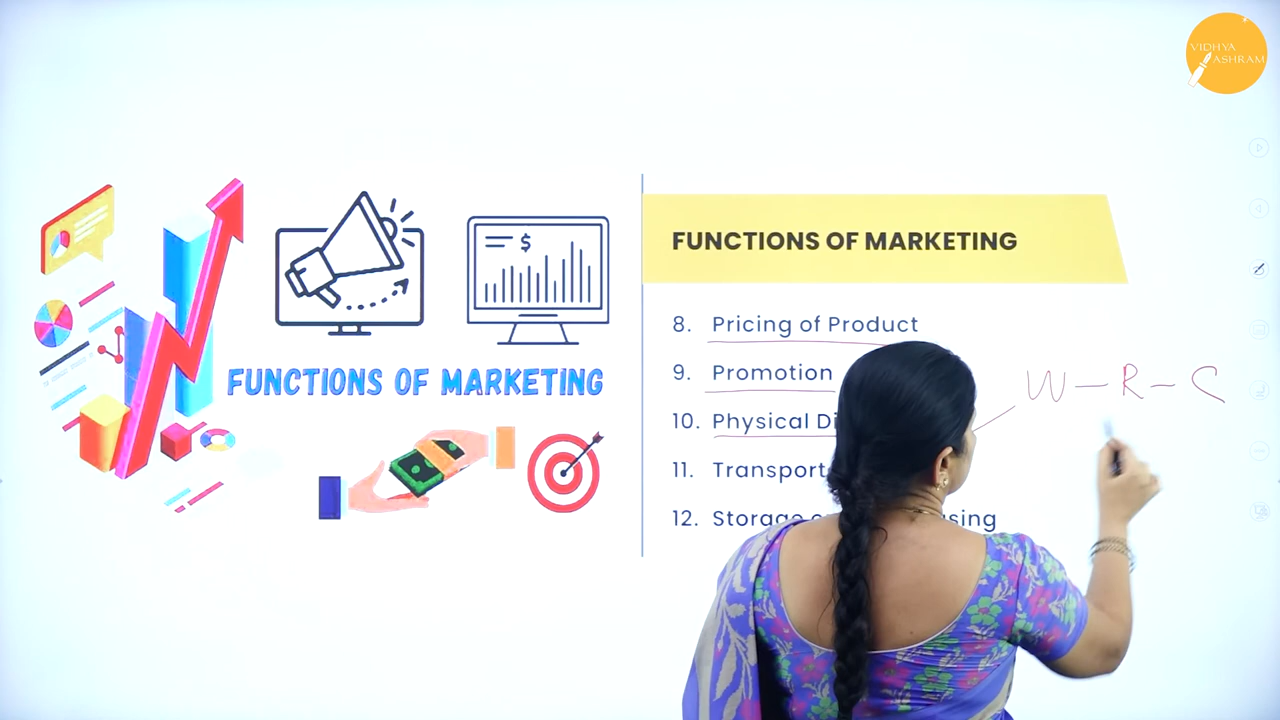 VIDHYA
ASHRAM
$
FUNCTIONS OF MARKETING
FUNCTIONS OF MARKETING
8. Pricing of Product
9. Promotion
10. Physical Di
11. Transport
12. Storage sing
W - R - C